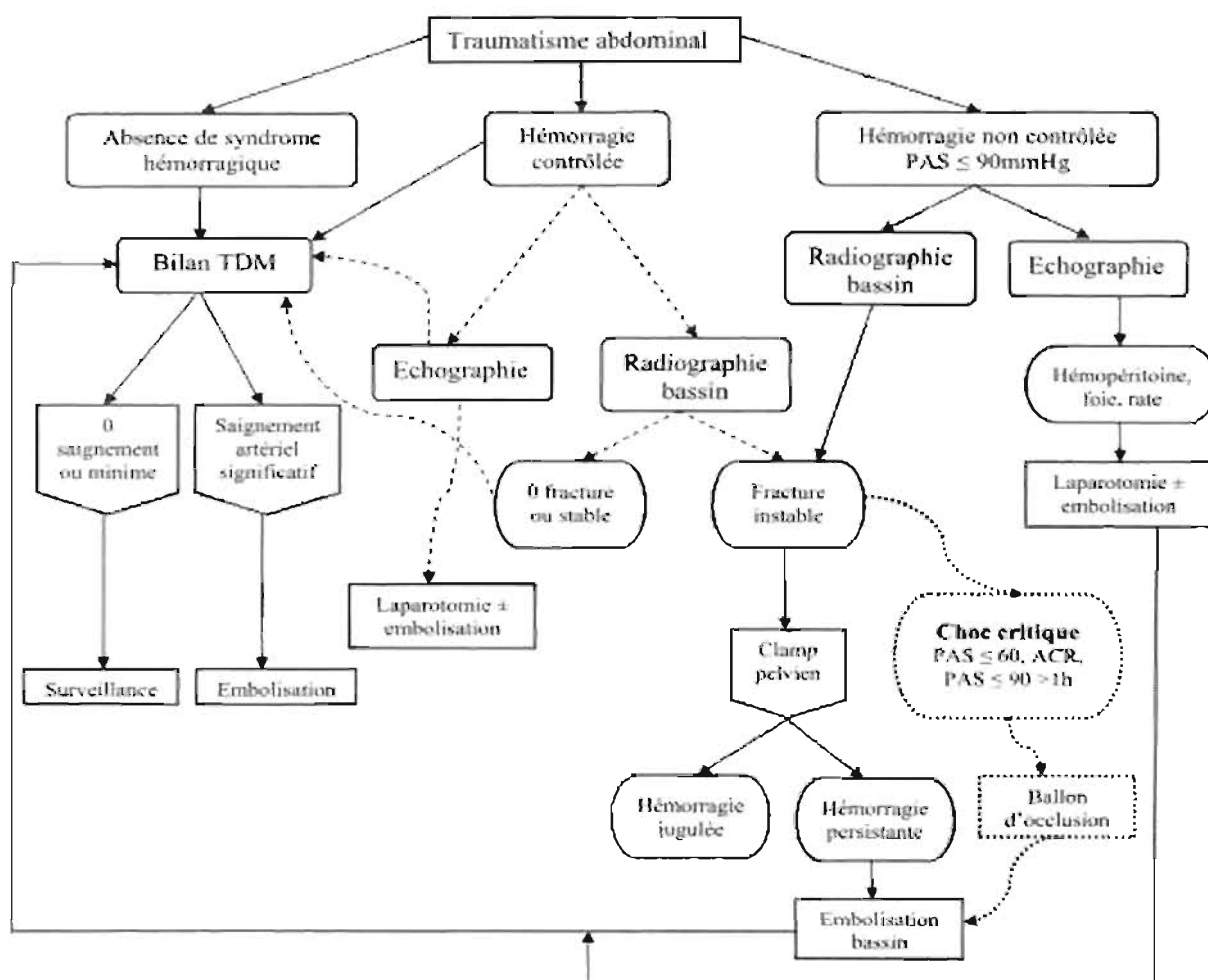 Traumatisme abdominal
Absence de syndrome
hémorragique
Hémorragie
contrôlée
Hémorragie non contrôlée
PAS ≤ 90mmHg
Bilan TDM
Radiographie
bassin
Echographie
Echographie
Radiographie
bassin
Hémopéritoine,
foie, rate
0
saignement
ou minime
Saignement
artériel
significatif
0 fracture
ou stable
Fracture
instable
Laparotomie ±
embolisation
Laparotomie ±
embolisation
Choc critique
PAS ≤ 60, ACR,
PAS ≤ 90 >1h
Clamp
pelvien
Surveillance
Embolisation
Hémorragie
jugulée
Hémorragie
persistante
Ballon
d'occlusion
Embolisation
bassin